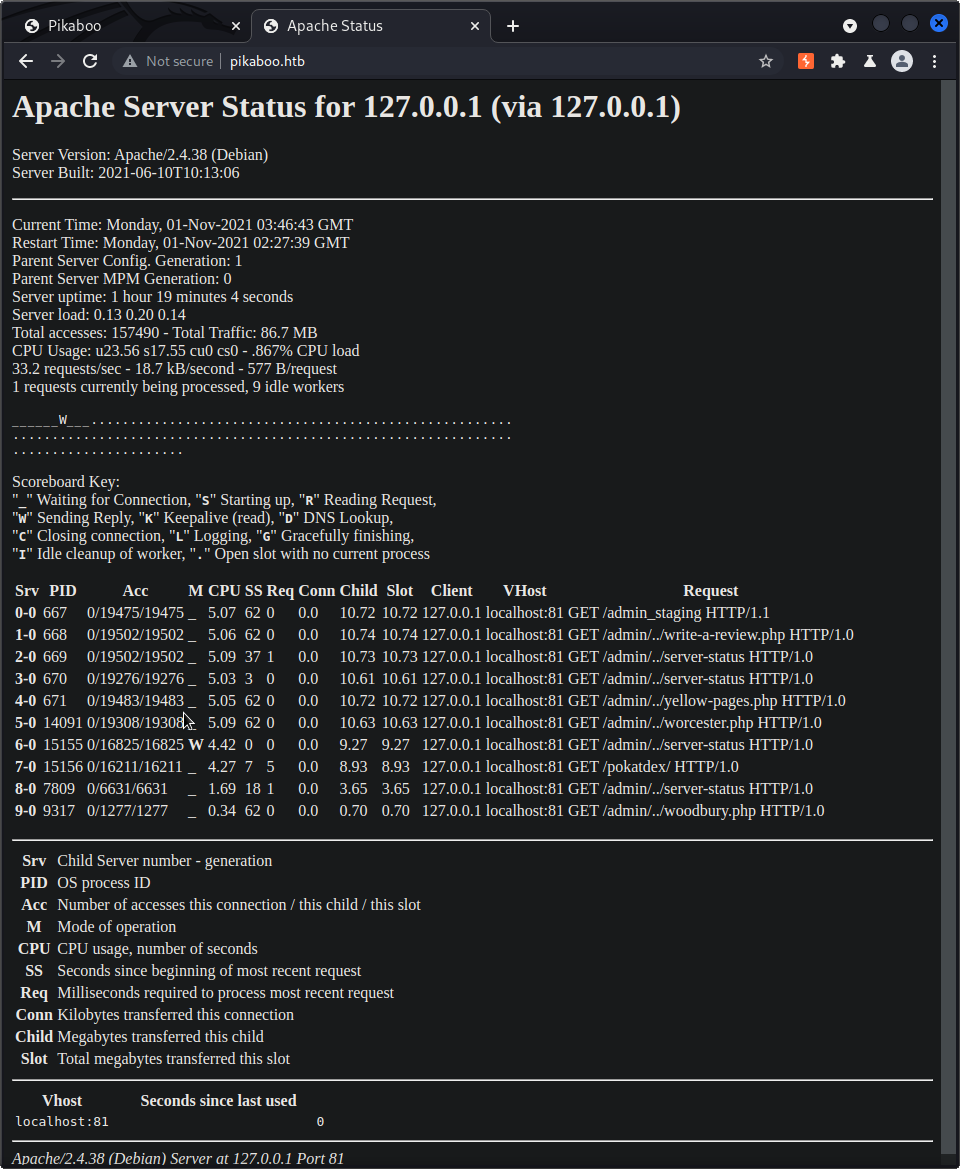 Pikaboo
Apache Status
Not secure
pikaboo.htb
Apache Server Status for 127.0.0.1 (via 127.0.0.1)
Server Version: Apache/2.4.38 (Debian)
Server Built: 2021-06-10T10:13:06
Current Time: Monday, 01-Nov-2021 03:46:43 GMT
Restart Time: Monday, 01-Nov-2021 02:27:39 GMT
Parent Server Config. Generation: 1
Parent Server MPM Generation: 0
Server uptime: 1 hour 19 minutes 4 seconds
Server load: 0.13 0.20 0.14
Total accesses: 157490 - Total Traffic: 86.7 MB
CPU Usage: u23.56 s17.55 cu0 cs0 - .867% CPU load
33.2 requests/sec - 18.7 kB/second - 577 B/request
1 requests currently being processed, 9 idle workers
______W___......................................................
................................................................
......................
Scoreboard Key:
"_" Waiting for Connection, "S" Starting up, "R" Reading Request,
"W" Sending Reply, "K" Keepalive (read), "D" DNS Lookup,
"C" Closing connection, "L" Logging, "G" Gracefully finishing,
"I" Idle cleanup of worker, "." Open slot with no current process
Srv PID Acc M CPU SS Req Conn Child Slot Client VHost Request
0-0 667 0/19475/19475 _ 5.07 62 0 0.0 10.72 10.72 127.0.0.1 localhost:81 GET /admin_staging HTTP/1.1
1-0 668 0/19502/19502 _ 5.06 62 0 0.0 10.74 10.74 127.0.0.1 localhost:81 GET /admin/../write-a-review.php HTTP/1.0
2-0 669 0/19502/19502 _ 5.09 37 1 0.0 10.73 10.73 127.0.0.1 localhost:81 GET /admin/../server-status HTTP/1.0
3-0 670 0/19276/19276 _ 5.03 3 0 0.0 10.61 10.61 127.0.0.1 localhost:81 GET /admin/../server-status HTTP/1.0
4-0 671 0/19483/19483 _ 5.05 62 0 0.0 10.72 10.72 127.0.0.1 localhost:81 GET /admin/../yellow-pages.php HTTP/1.0
5-0 14091 0/19308/19308 _ 5.09 62 0 0.0 10.63 10.63 127.0.0.1 localhost:81 GET /admin/../worcester.php HTTP/1.0
6-0 15155 0/16825/16825 W 4.42 0 0 0.0 9.27 9.27 127.0.0.1 localhost:81 GET /admin/../server-status HTTP/1.0
7-0 15156 0/16211/16211 _ 4.27 7 5 0.0 8.93 8.93 127.0.0.1 localhost:81 GET /pokatdex/ HTTP/1.0
8-0 7809 0/6631/6631 _ 1.69 18 1 0.0 3.65 3.65 127.0.0.1 localhost:81 GET /admin/../server-status HTTP/1.0
9-0 9317 0/1277/1277 _ 0.34 62 0 0.0 0.70 0.70 127.0.0.1 localhost:81 GET /admin/../woodbury.php HTTP/1.0
Srv Child Server number - generation
PID OS process ID
Acc Number of accesses this connection / this child / this slot
M Mode of operation
CPU CPU usage, number of seconds
SS Seconds since beginning of most recent request
Req Milliseconds required to process most recent request
Conn Kilobytes transferred this connection
Child Megabytes transferred this child
Slot Total megabytes transferred this slot
Vhost Seconds since last used
localhost:81 0
Apache/2.4.38 (Debian) Server at 127.0.0.1 Port 81